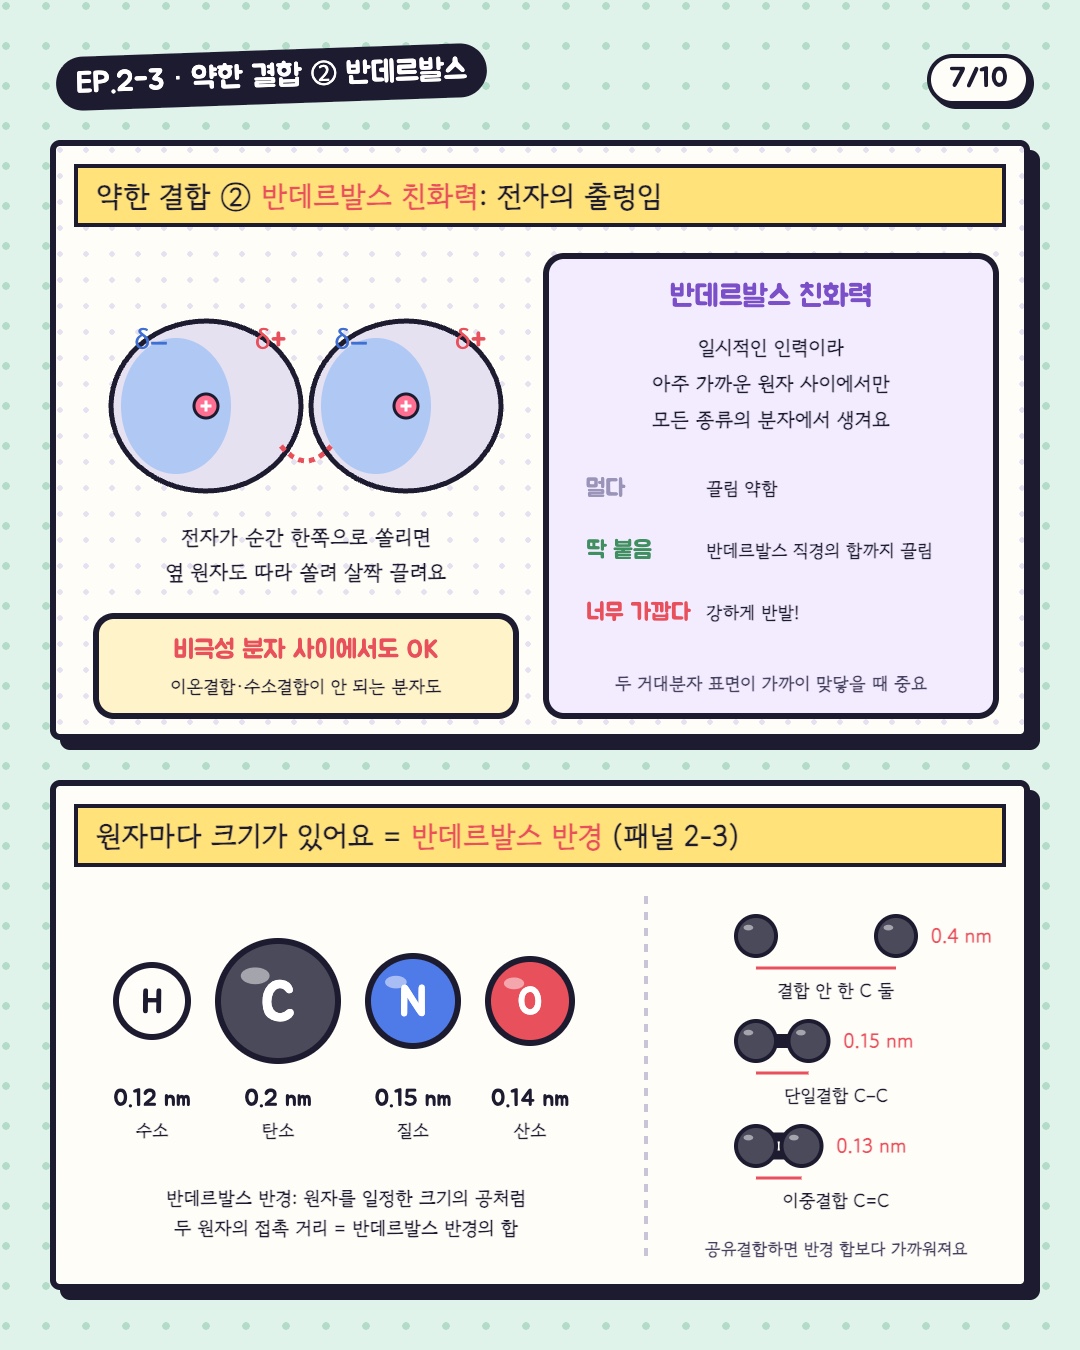 EP.2-3 · 약한 결합 ② 반데르발스
7/10
약한 결합 ② 반데르발스 친화력: 전자의 출렁임
δ−
δ+
δ−
δ+
+
+
전자가 순간 한쪽으로 쏠리면
옆 원자도 따라 쏠려 살짝 끌려요
비극성 분자 사이에서도 OK
이온결합·수소결합이 안 되는 분자도
반데르발스 친화력
일시적인 인력이라
아주 가까운 원자 사이에서만
모든 종류의 분자에서 생겨요
멀다 끌림 약함
딱 붙음 반데르발스 직경의 합까지 끌림
너무 가깝다 강하게 반발!
두 거대분자 표면이 가까이 맞닿을 때 중요
원자마다 크기가 있어요 = 반데르발스 반경 (패널 2-3)
H
C
N
O
0.12 nm
0.2 nm
0.15 nm
0.14 nm
수소
탄소
질소
산소
반데르발스 반경: 원자를 일정한 크기의 공처럼
두 원자의 접촉 거리 = 반데르발스 반경의 합
0.4 nm
결합 안 한 C 둘
0.15 nm
단일결합 C–C
0.13 nm
이중결합 C=C
공유결합하면 반경 합보다 가까워져요